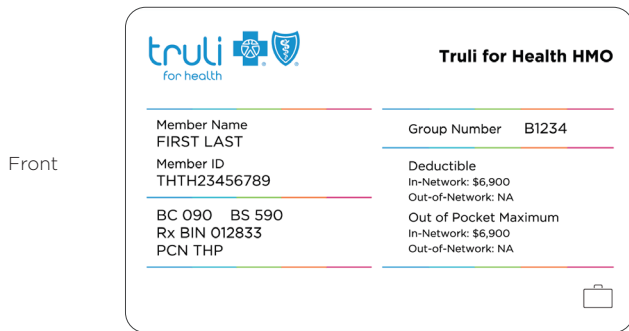 truli
for health
Truli for Health HMO
Front
Member Name
FIRST LAST
Member ID
THTH23456789
BC 090 BS 590
Rx BIN 012833
PCN THP
Group Number B1234
Deductible
In-Network: $6,900
Out-of-Network: NA
Out of Pocket Maximum
In-Network: $6,900
Out-of-Network: NA